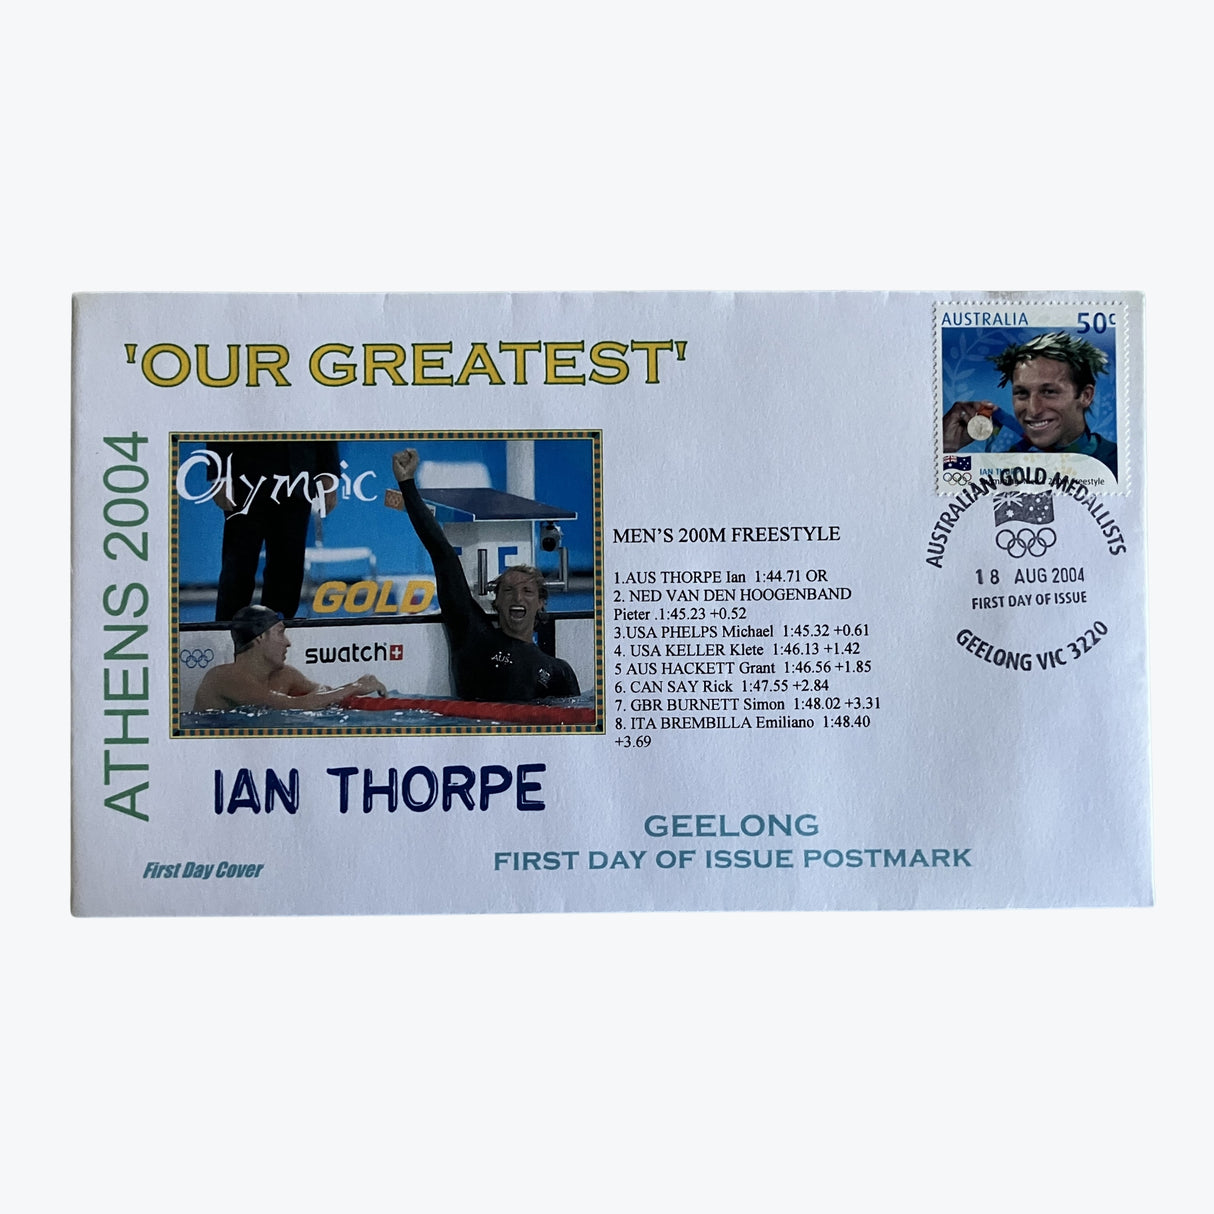 'OUR GREATEST'
ATHENS 2004
Olympic
GOLD
swatch
AUS
IAN THORPE
First Day Cover
MEN'S 200M FREESTYLE
1.AUS THORPE Ian 1:44.71 OR
2. NED VAN DEN HOOGENBAND
Pieter .1:45.23 +0.52
3.USA PHELPS Michael 1:45.32 +0.61
4. USA KELLER Klete 1:46.13 +1.42
5 AUS HACKETT Grant 1:46.56 +1.85
6. CAN SAY Rick 1:47.55 +2.84
7. GBR BURNETT Simon 1:48.02 +3.31
8. ITA BREMBILLA Emiliano 1:48.40
+3.69
GEELONG
FIRST DAY OF ISSUE POSTMARK
AUSTRALIA 50c
IAN
Freestyle
AUSTRALIAN GOLD MEDALLISTS
18 AUG 2004
FIRST DAY OF ISSUE
GEELONG VIC 3220